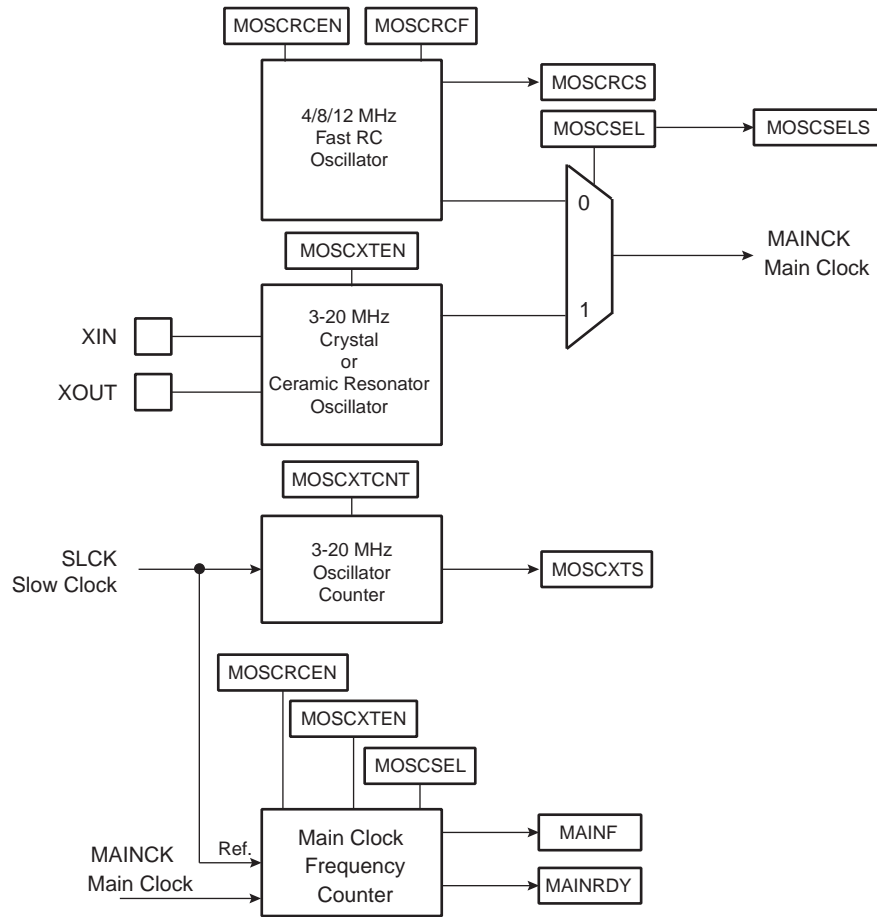 MOSCRCEN
MOSCRCF
4/8/12 MHz
Fast RC
Oscillator
MOSCRCS
MOSCSEL
MOSCSELS
0
1
MAINCK
Main Clock
MOSCXTEN
XIN
XOUT
3-20 MHz
Crystal
or
Ceramic Resonator
Oscillator
MOSCXTCNT
SLCK
Slow Clock
3-20 MHz
Oscillator
Counter
MOSCXTS
MOSCRCEN
MOSCXTEN
MOSCSEL
Ref.
MAINCK
Main Clock
Main Clock
Frequency
Counter
MAINF
MAINRDY